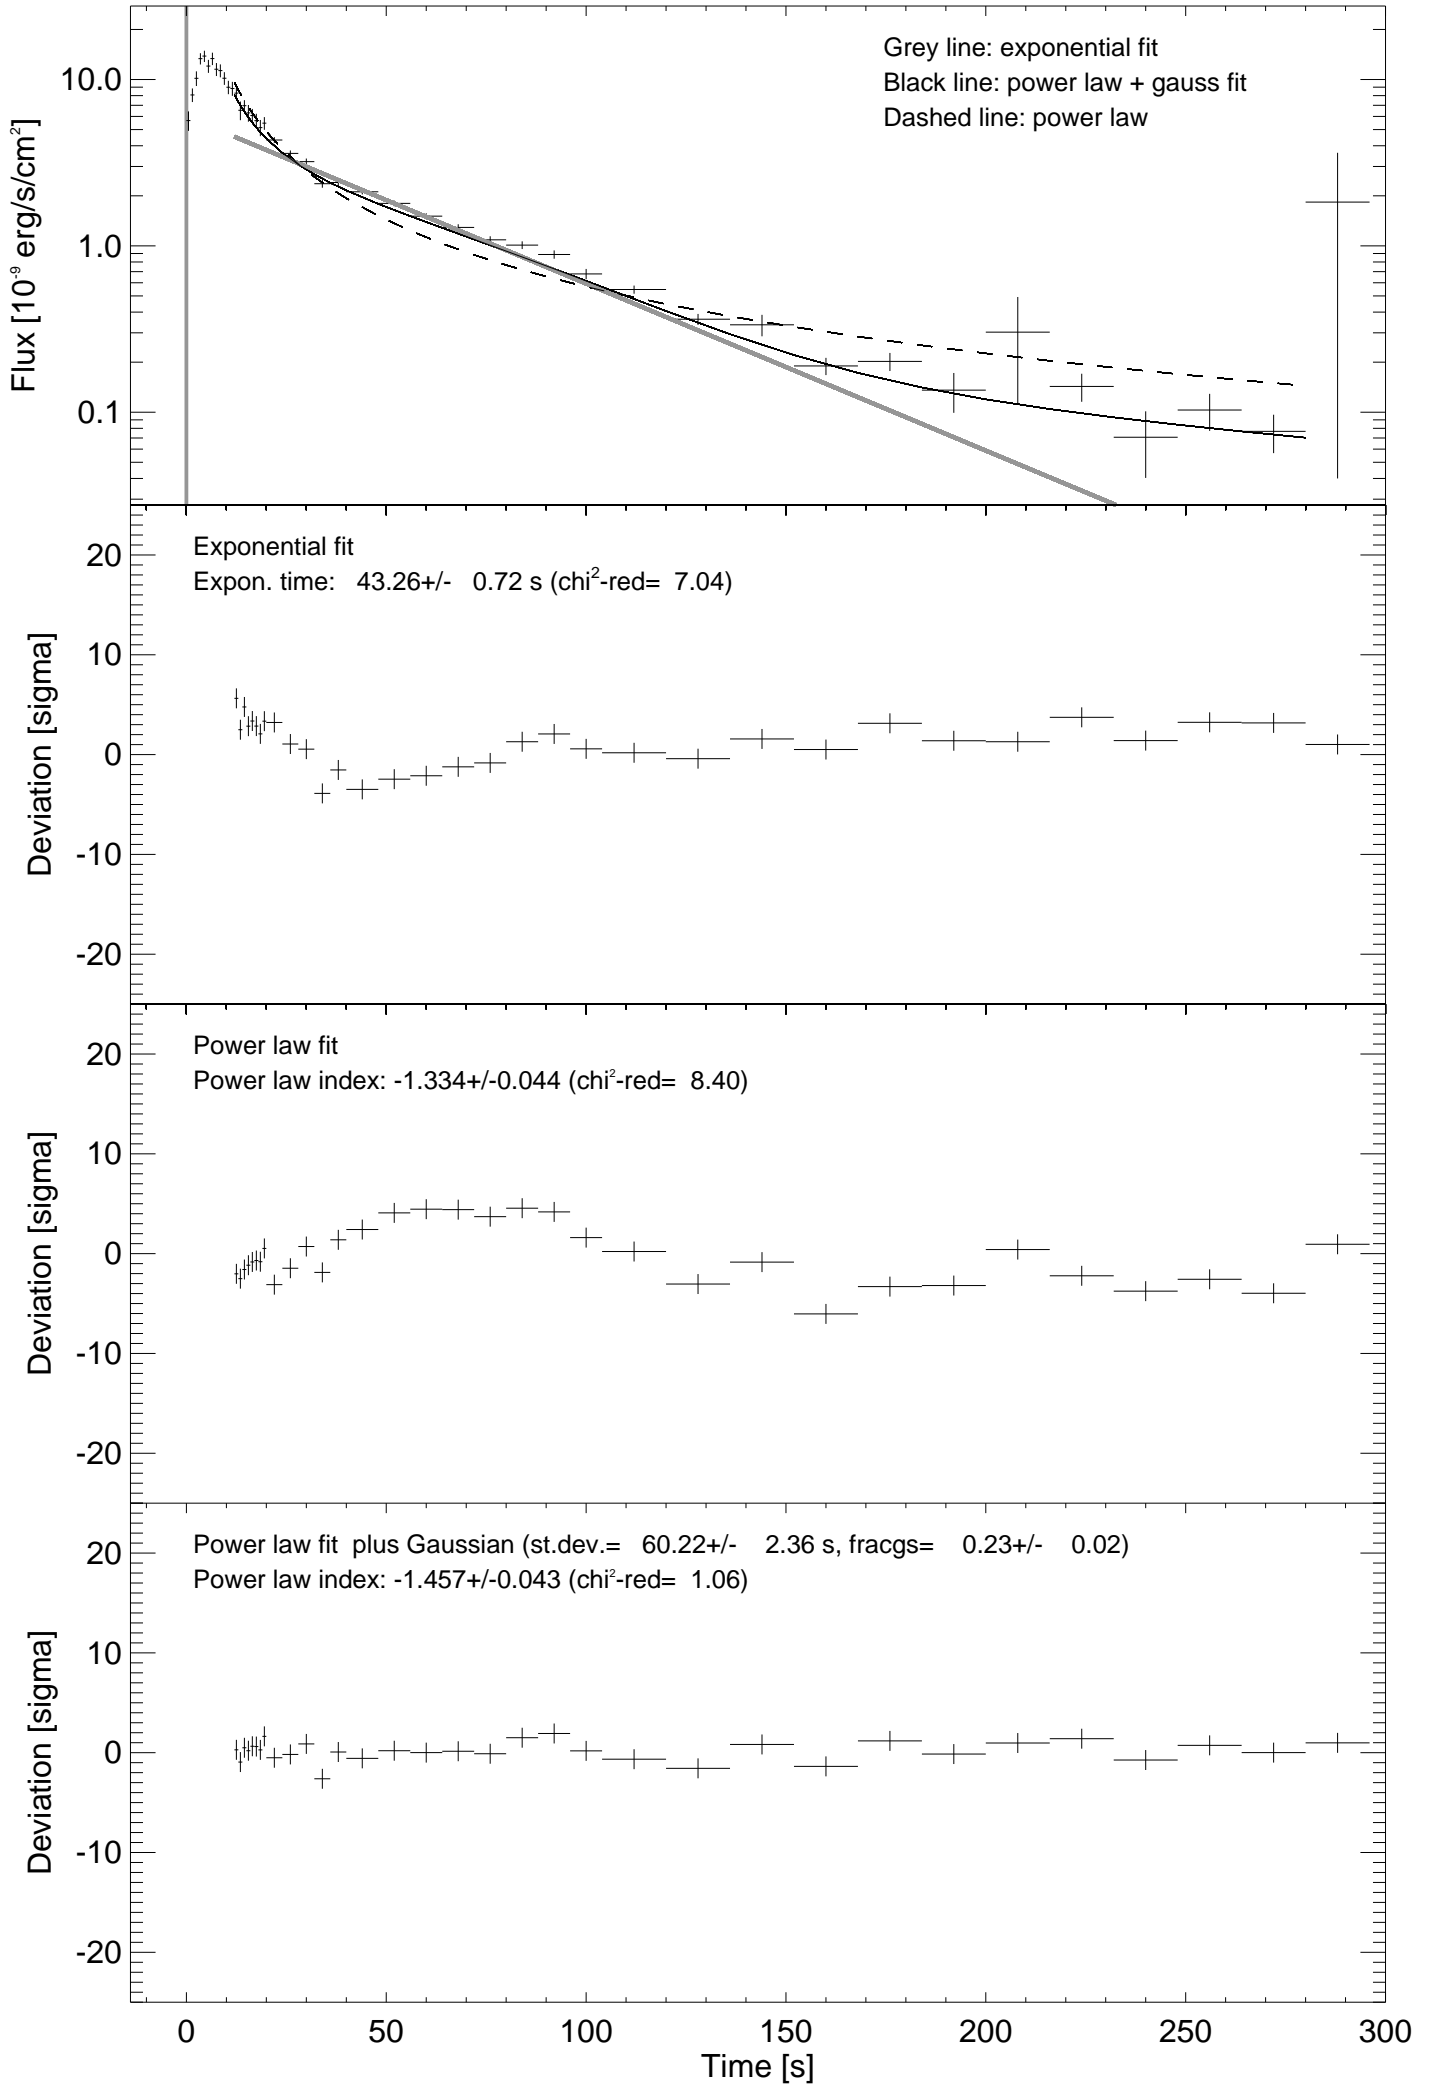 Grey line: exponential fit
Black line: power law + gauss fit
Dashed line: power law
10.0
1.0
0.1
Flux [10⁻⁹ erg/s/cm²]
Exponential fit
Expon. time: 43.26+/- 0.72 s (chi²-red= 7.04)
20
10
0
-10
-20
Deviation [sigma]
Power law fit
Power law index: -1.334+/-0.044 (chi²-red= 8.40)
20
10
0
-10
-20
Deviation [sigma]
Power law fit plus Gaussian (st.dev.= 60.22+/- 2.36 s, fracgs= 0.23+/- 0.02)
Power law index: -1.457+/-0.043 (chi²-red= 1.06)
20
10
0
-10
-20
Deviation [sigma]
0 50 100 150 200 250 300
Time [s]